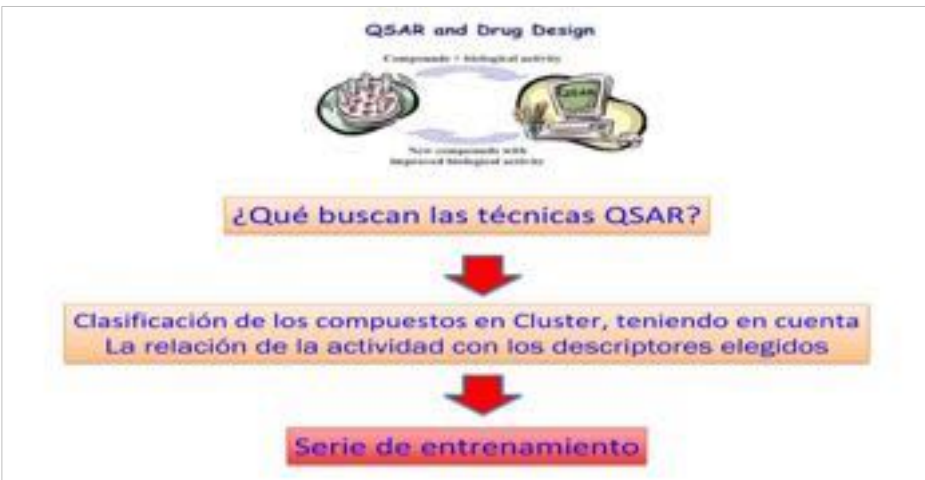 QSAR and Drug Design
Compounds + biological activity
QSAR
New compounds with
improved biological activity
¿Qué buscan las técnicas QSAR?
Clasificación de los compuestos en Cluster, teniendo en cuenta
La relación de la actividad con los descriptores elegidos
Serie de entrenamiento